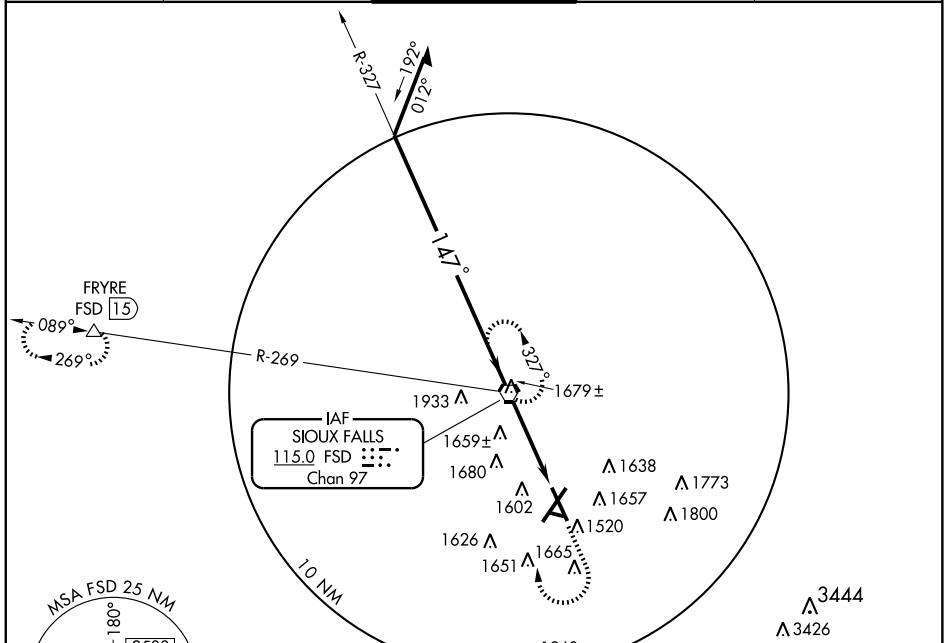 R-327
192°
012°
147°
FRYRE
FSD 15
089°
269°
R-269
327°
1679±
1933
IAF
SIOUX FALLS
115.0 FSD
Chan 97
1659±
1680
1638
1773
1602
1657
1800
1520
1626
1665
1651
10 NM
MSA FSD 25 NM
180°
3444
3426